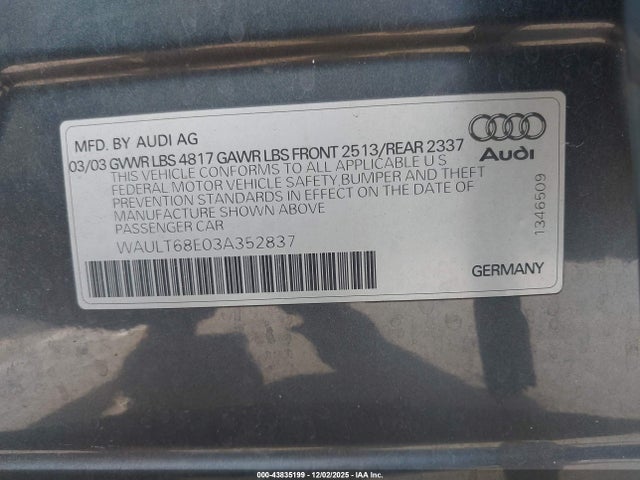 MFD. BY AUDI AG
03/03 GVWR LBS 4817 GAWR LBS FRONT 2513/REAR 2337
THIS VEHICLE CONFORMS TO ALL APPLICABLE U S
FEDERAL MOTOR VEHICLE SAFETY, BUMPER AND THEFT
PREVENTION STANDARDS IN EFFECT ON THE DATE OF
MANUFACTURE SHOWN ABOVE
PASSENGER CAR
WAULT68E03A352837
Audi
1346509
GERMANY
000-43835199 - 12/02/2025 - IAA Inc.